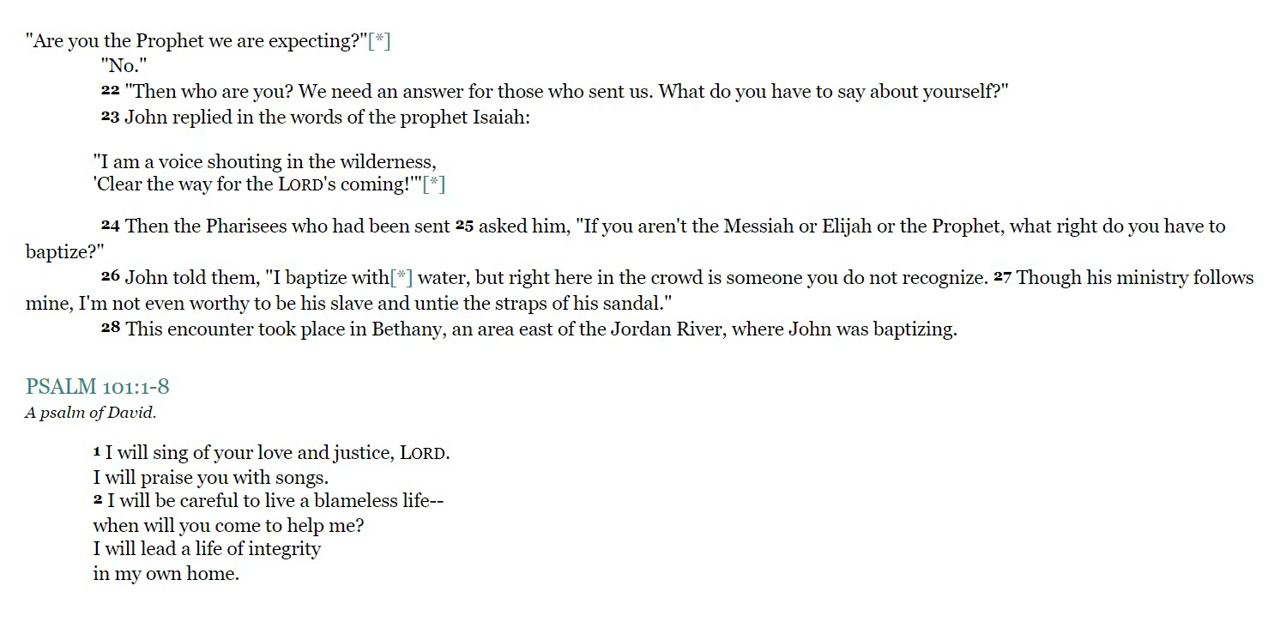 "Are you the Prophet we are expecting?"[*]
"No."
22 "Then who are you? We need an answer for those who sent us. What do you have to say about yourself?"
23 John replied in the words of the prophet Isaiah:
"I am a voice shouting in the wilderness,
'Clear the way for the LORD's coming!'"[*]
24 Then the Pharisees who had been sent 25 asked him, "If you aren't the Messiah or Elijah or the Prophet, what right do you have to
baptize?"
26 John told them, "I baptize with[*] water, but right here in the crowd is someone you do not recognize. 27 Though his ministry follows
mine, I'm not even worthy to be his slave and untie the straps of his sandal."
28 This encounter took place in Bethany, an area east of the Jordan River, where John was baptizing.
PSALM 101:1-8
A psalm of David.
1 I will sing of your love and justice, LORD.
I will praise you with songs.
2 I will be careful to live a blameless life--
when will you come to help me?
I will lead a life of integrity
in my own home.